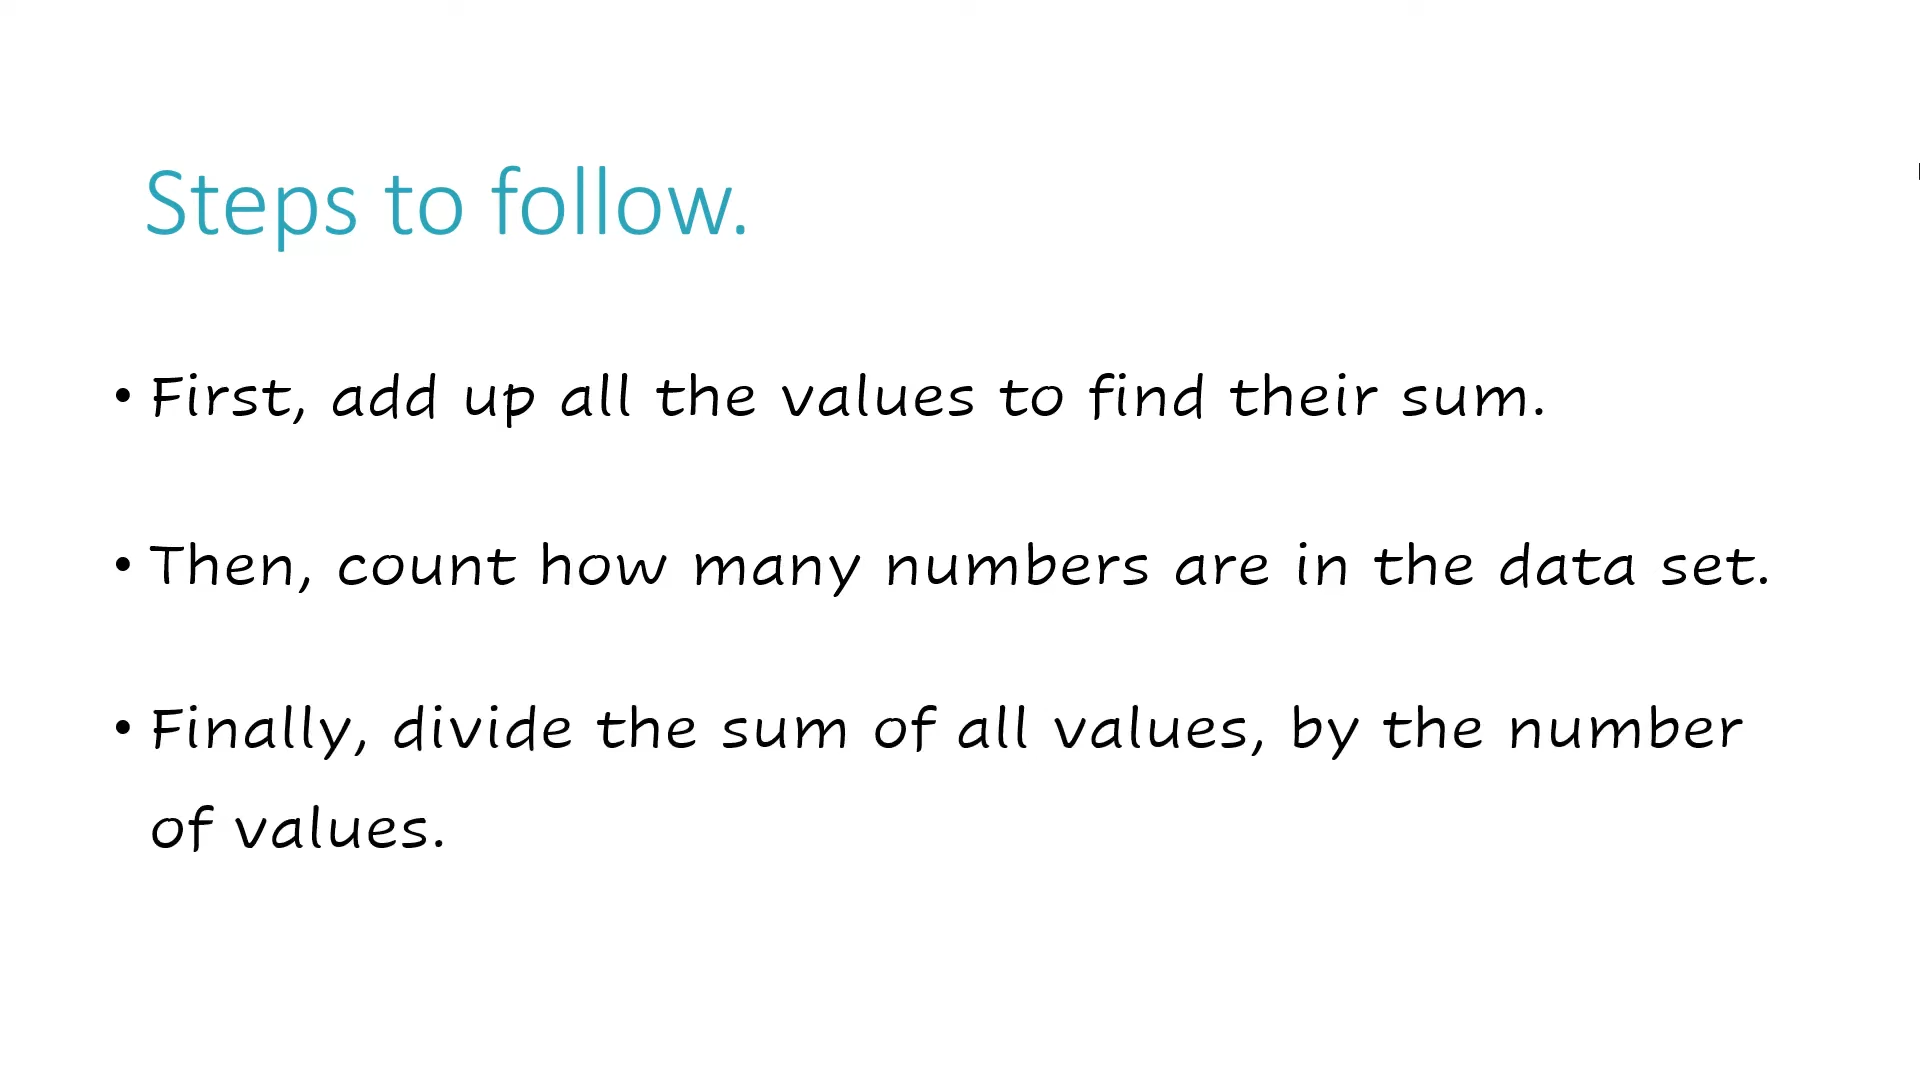 Steps to follow.
• First, add up all the values to find their sum.
• Then, count how many numbers are in the data set.
• Finally, divide the sum of all values, by the number
of values.